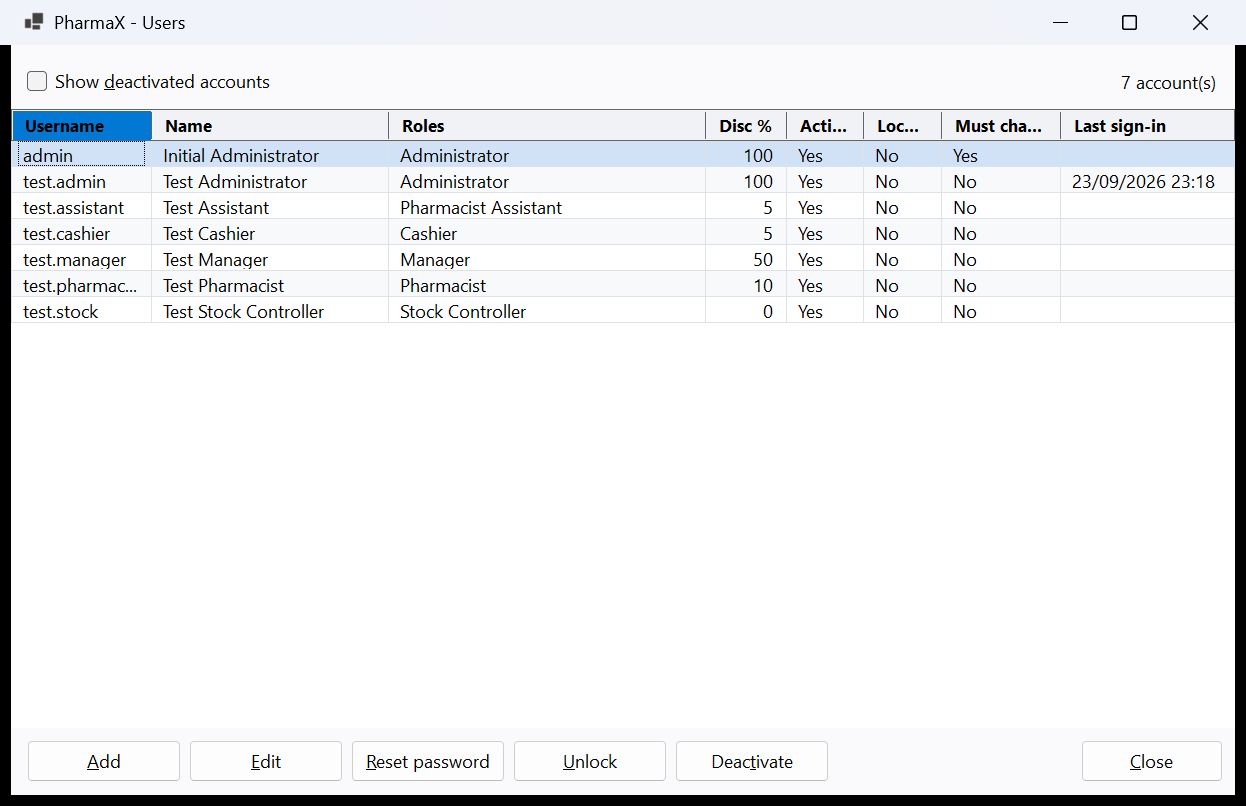 PharmaX - Users
Show deactivated accounts 7 account(s)
Username Name Roles Disc % Acti... Loc... Must cha... Last sign-in
admin Initial Administrator Administrator 100 Yes No Yes
test.admin Test Administrator Administrator 100 Yes No No 23/09/2026 23:18
test.assistant Test Assistant Pharmacist Assistant 5 Yes No No
test.cashier Test Cashier Cashier 5 Yes No No
test.manager Test Manager Manager 50 Yes No No
test.pharmac... Test Pharmacist Pharmacist 10 Yes No No
test.stock Test Stock Controller Stock Controller 0 Yes No No
Add Edit Reset password Unlock Deactivate Close